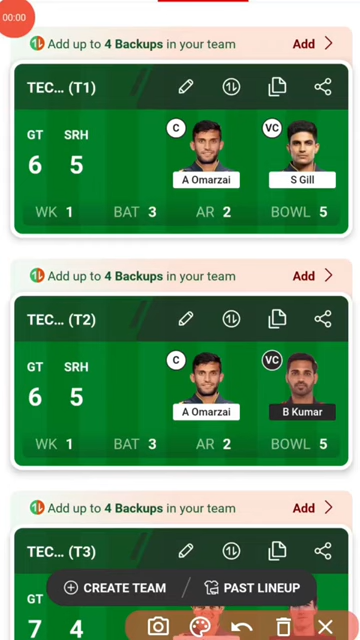 00:00
Add up to 4 Backups in your team Add
TEC... (T1)
GT SRH
6 5
C VC
A Omarzai S Gill
WK 1 BAT 3 AR 2 BOWL 5
Add up to 4 Backups in your team Add
TEC... (T2)
GT SRH
6 5
C VC
A Omarzai B Kumar
WK 1 BAT 3 AR 2 BOWL 5
Add up to 4 Backups in your team Add
TEC... (T3)
CREATE TEAM PAST LINEUP
GT
7 4